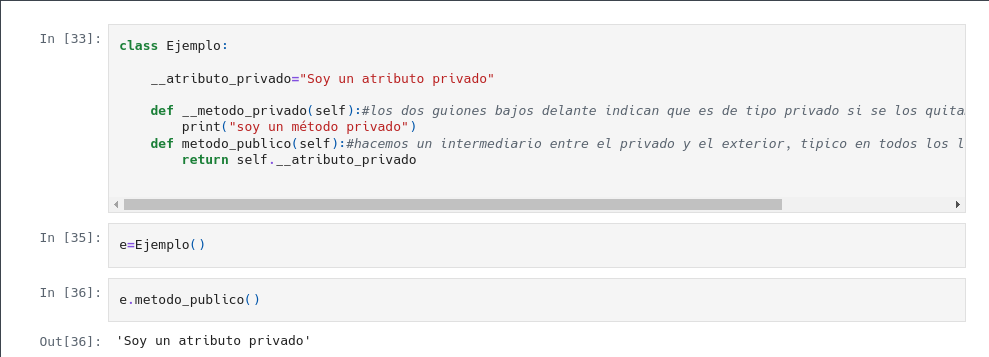 In [33]:
class Ejemplo:
__atributo_privado="Soy un atributo privado"
def __metodo_privado(self):#los dos guiones bajos delante indican que es de tipo privado si se los quita
print("soy un método privado")
def metodo_publico(self):#hacemos un intermediario entre el privado y el exterior, tipico en todos los l
return self.__atributo_privado
In [35]:
e=Ejemplo()
In [36]:
e.metodo_publico()
Out[36]:
'Soy un atributo privado'